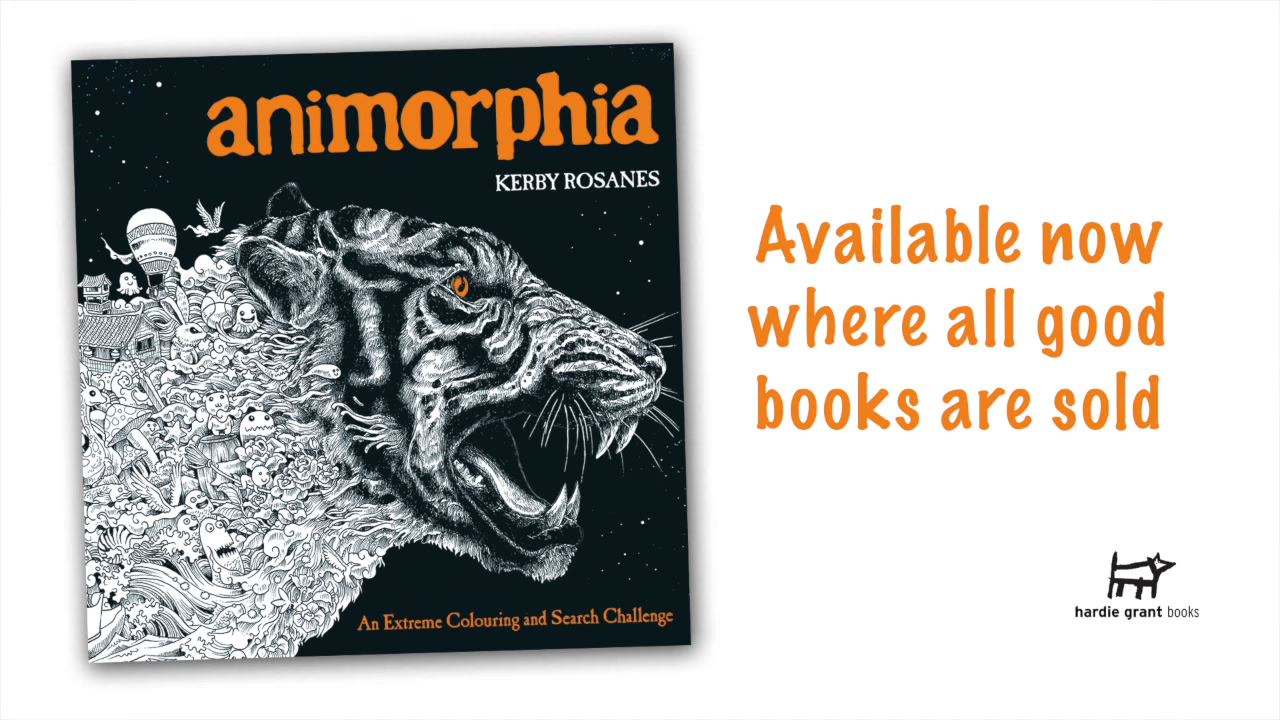 animorphia
KERBY ROSANES
An Extreme Colouring and Search Challenge
Available now
where all good
books are sold
hardie grant books